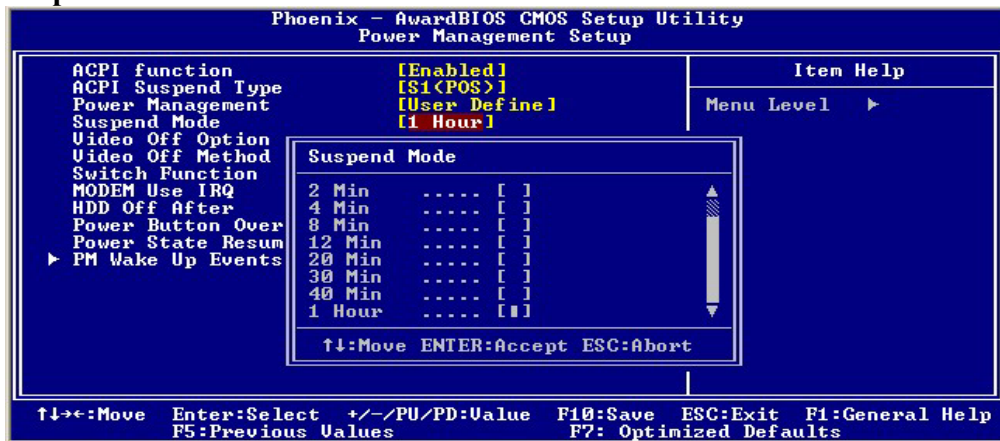 Phoenix - AwardBIOS CMOS Setup Utility
Power Management Setup
ACPI function [Enabled]
ACPI Suspend Type [S1(POS)]
Power Management [User Define]
Suspend Mode [1 Hour]
Video Off Option
Video Off Method
Switch Function
MODEM Use IRQ
HDD Off After
Power Button Over
Power State Resum
► PM Wake Up Events
Item Help
Menu Level ►
Suspend Mode
2 Min ..... [ ]
4 Min ..... [ ]
8 Min ..... [ ]
12 Min ..... [ ]
20 Min ..... [ ]
30 Min ..... [ ]
40 Min ..... [ ]
1 Hour ..... [▮]
↑↓:Move ENTER:Accept ESC:Abort
↑↓→←:Move Enter:Select +/-/PU/PD:Value F10:Save ESC:Exit F1:General Help
F5:Previous Values F7: Optimized Defaults